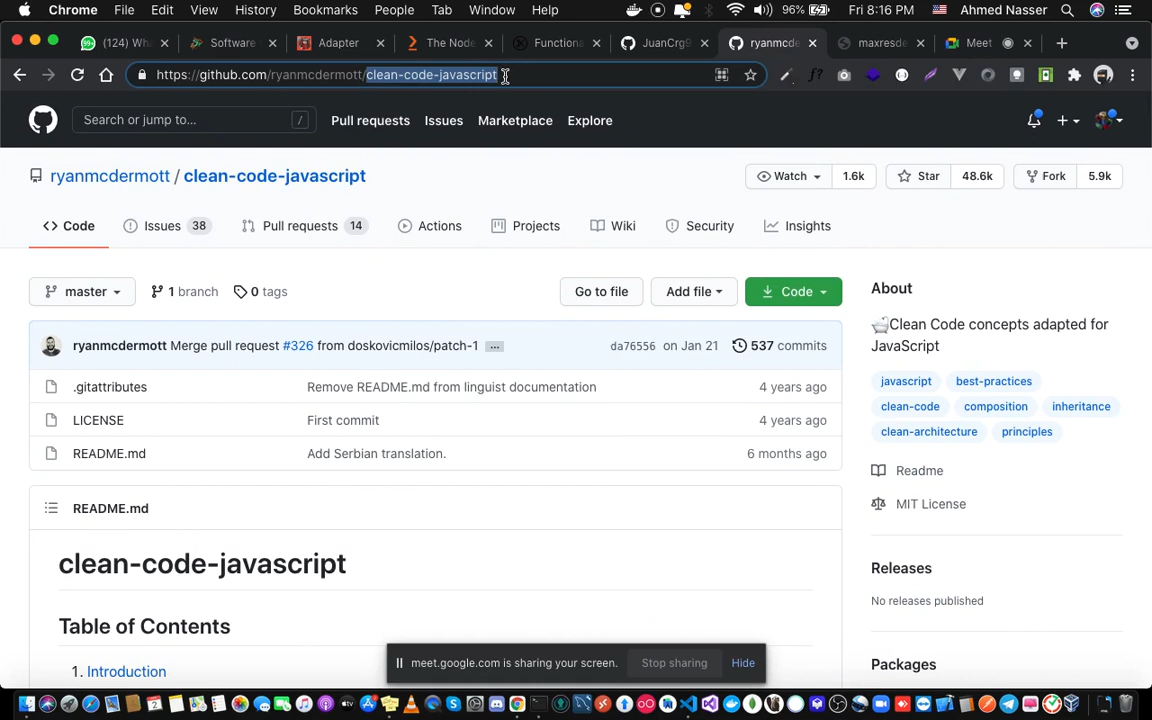 Chrome File Edit View History Bookmarks People Tab Window Help 96% Fri 8:16 PM Ahmed Nasser
(124) Wh Software Adapter The Node Functiona JuanCrg9 ryanmcde maxresde Meet
https://github.com/ryanmcdermott/clean-code-javascript
Search or jump to... / Pull requests Issues Marketplace Explore
ryanmcdermott / clean-code-javascript Watch 1.6k Star 48.6k Fork 5.9k
Code Issues 38 Pull requests 14 Actions Projects Wiki Security Insights
master 1 branch 0 tags Go to file Add file Code
About
Clean Code concepts adapted for
JavaScript
ryanmcdermott Merge pull request #326 from doskovicmilos/patch-1 ... da76556 on Jan 21 537 commits
.gitattributes Remove README.md from linguist documentation 4 years ago
LICENSE First commit 4 years ago
README.md Add Serbian translation. 6 months ago
javascript best-practices
clean-code composition inheritance
clean-architecture principles
Readme
MIT License
README.md
clean-code-javascript
Table of Contents
1. Introduction
Releases
No releases published
Packages
meet.google.com is sharing your screen. Stop sharing Hide